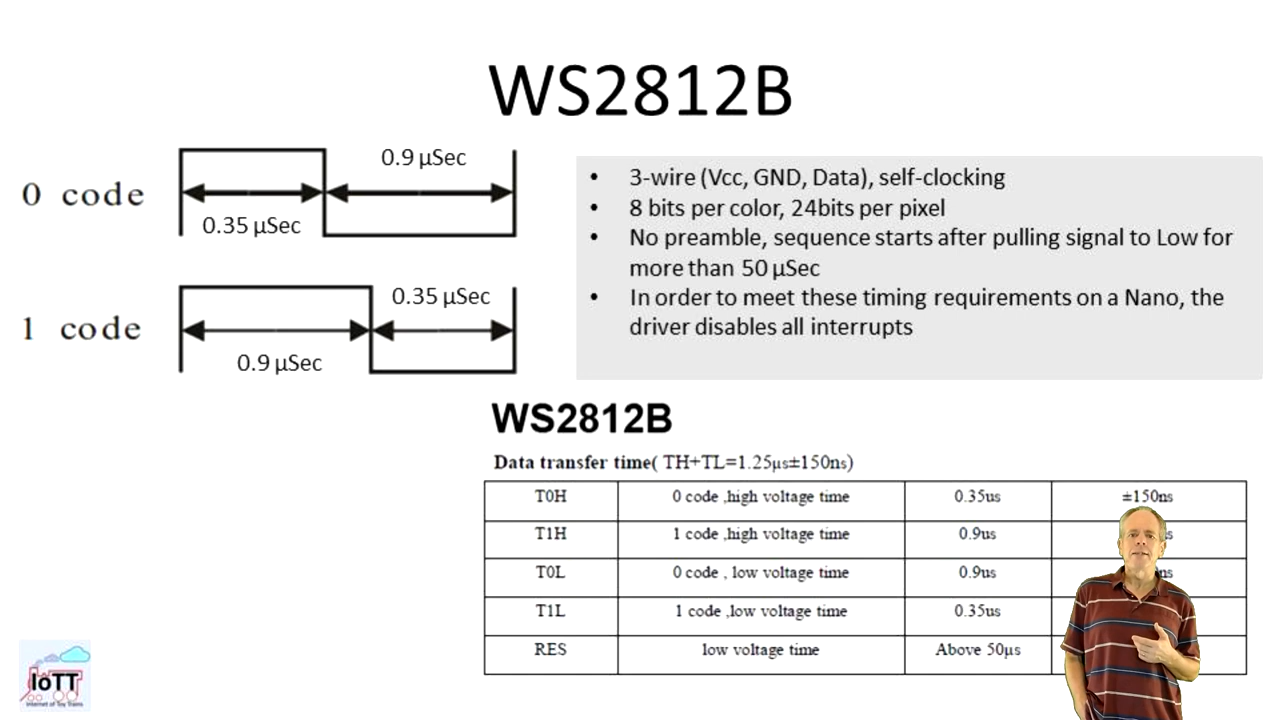 WS2812B
0 code
0.9 µSec
0.35 µSec
1 code
0.35 µSec
0.9 µSec
• 3-wire (Vcc, GND, Data), self-clocking
• 8 bits per color, 24bits per pixel
• No preamble, sequence starts after pulling signal to Low for
more than 50 µSec
• In order to meet these timing requirements on a Nano, the
driver disables all interrupts
WS2812B
Data transfer time( TH+TL=1.25µs±150ns)
T0H 0 code ,high voltage time 0.35us ±150ns
T1H 1 code ,high voltage time 0.9us
T0L 0 code , low voltage time 0.9us
T1L 1 code ,low voltage time 0.35us
RES low voltage time Above 50µs
IoTT
Internet of Toy Trains